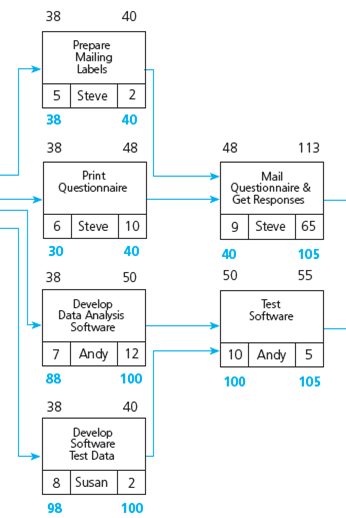 38 40
Prepare
Mailing
Labels
5 Steve 2
38 40
38 48
Print
Questionnaire
6 Steve 10
30 40
48 113
Mail
Questionnaire &
Get Responses
9 Steve 65
40 105
38 50
Develop
Data Analysis
Software
7 Andy 12
88 100
50 55
Test
Software
10 Andy 5
100 105
38 40
Develop
Software
Test Data
8 Susan 2
98 100